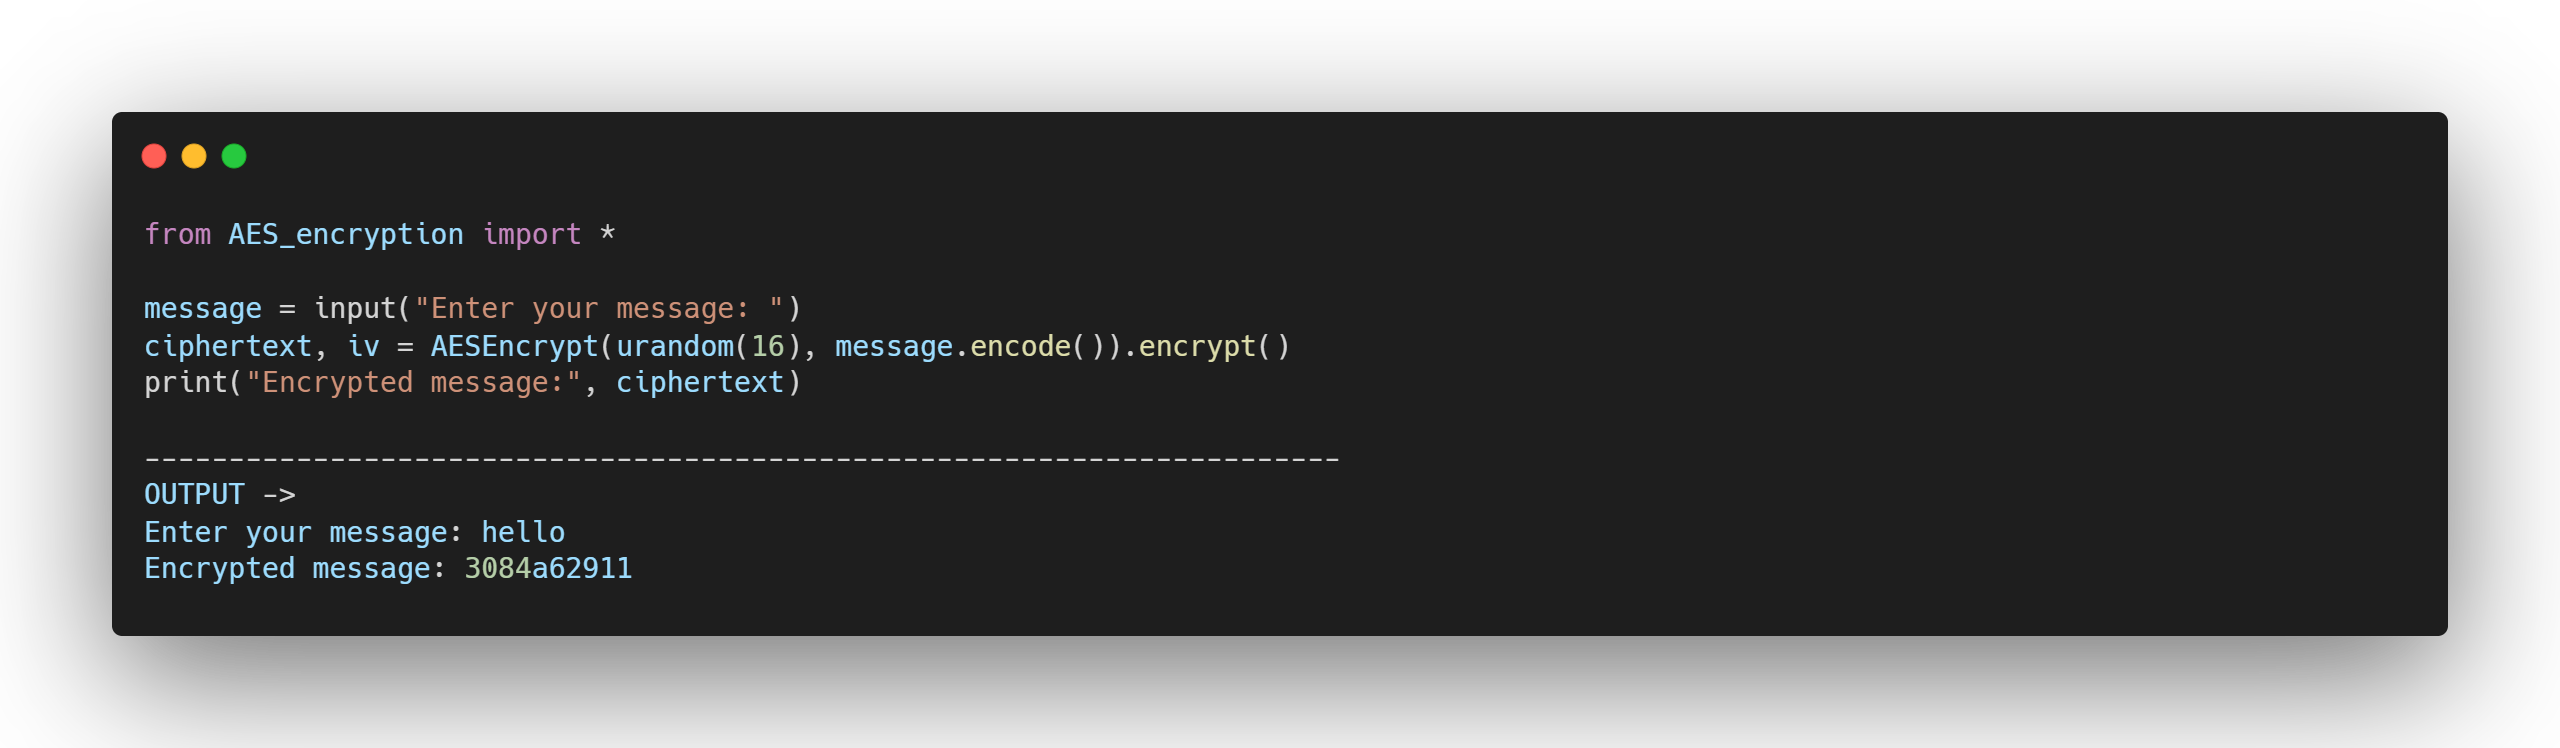 from AES_encryption import *
message = input("Enter your message: ")
ciphertext, iv = AESEncrypt(urandom(16), message.encode()).encrypt()
print("Encrypted message:", ciphertext)
-----------------------------------------------------------------------
OUTPUT ->
Enter your message: hello
Encrypted message: 3084a62911